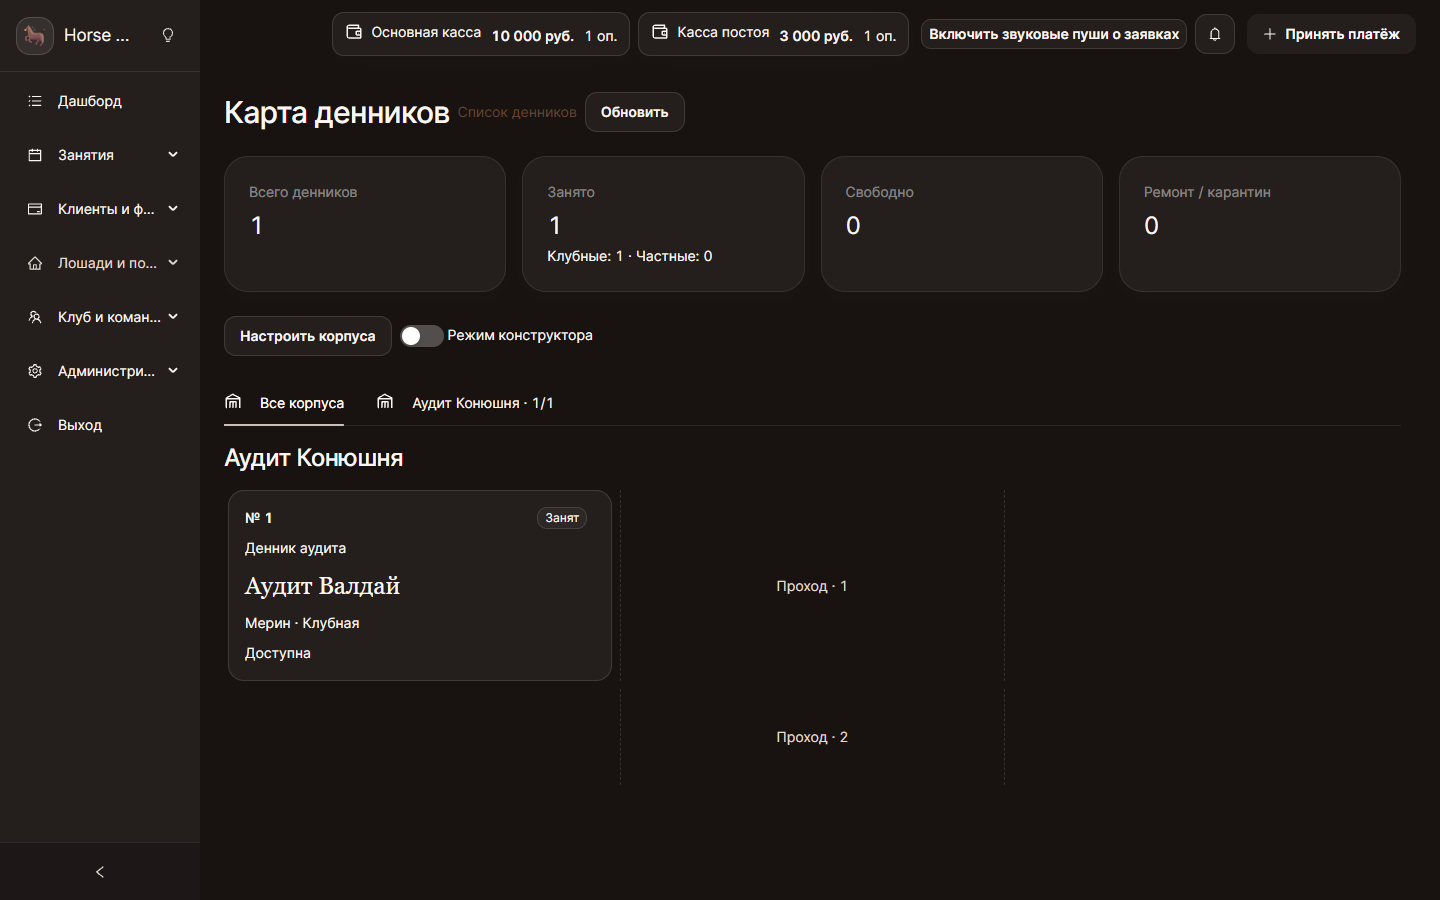 Horse ...
Основная касса 10 000 руб. 1 оп.
Касса постоя 3 000 руб. 1 оп.
Включить звуковые пуши о заявках
Принять платёж
Дашборд
Занятия
Клиенты и ф...
Лошади и по...
Клуб и коман...
Администри...
Выход
Карта денников
Список денников
Обновить
Всего денников
1
Занято
1
Клубные: 1 · Частные: 0
Свободно
0
Ремонт / карантин
0
Настроить корпуса
Режим конструктора
Все корпуса
Аудит Конюшня · 1/1
Аудит Конюшня
№ 1
Занят
Денник аудита
Аудит Валдай
Мерин · Клубная
Доступна
Проход · 1
Проход · 2